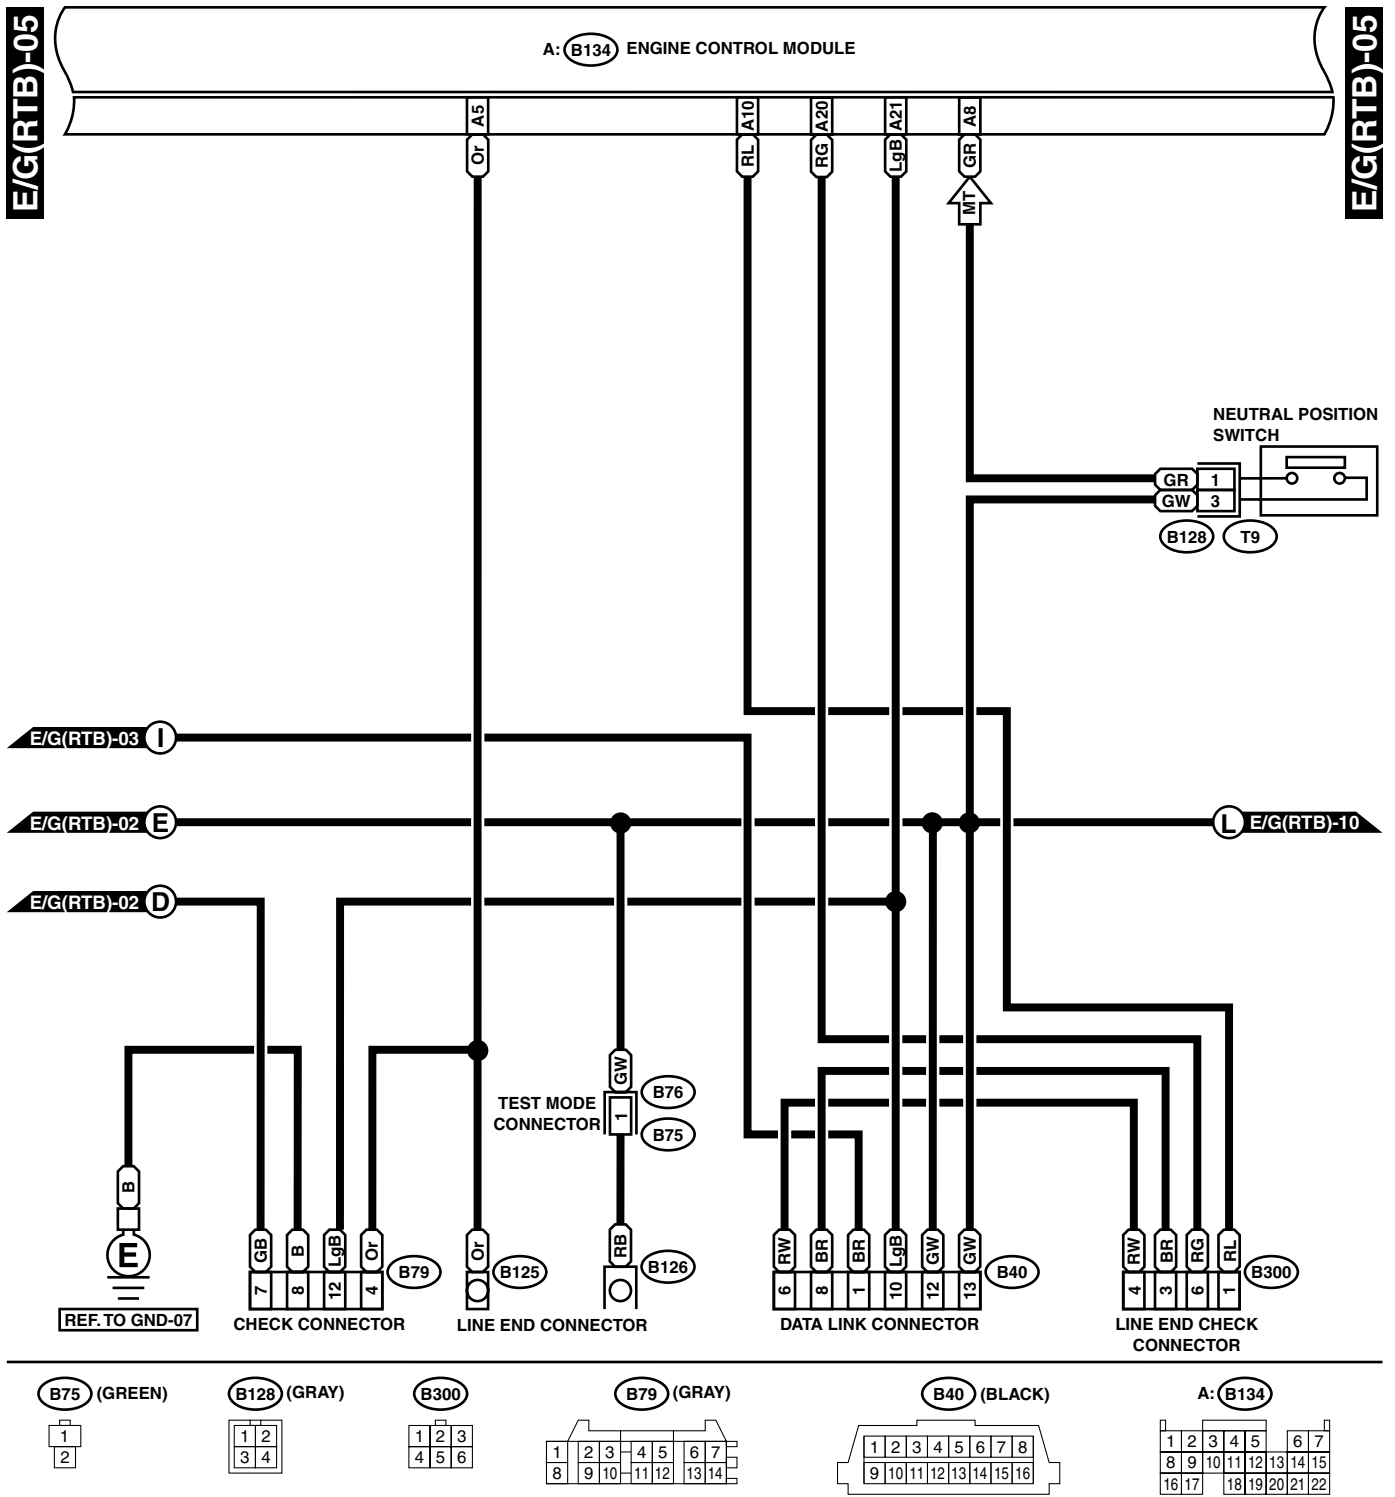 E/G(RTB)-05
E/G(RTB)-05
A: B134 ENGINE CONTROL MODULE
A5 A10 A20 A21 A8
Or RL RG LgB GR
MT
NEUTRAL POSITION
SWITCH
GR 1
GW 3
B128 T9
E/G(RTB)-03 I
E/G(RTB)-02 E
L E/G(RTB)-10
E/G(RTB)-02 D
GW
B76
TEST MODE
CONNECTOR
1
B75
B
E
REF. TO GND-07
GB B LgB Or
7 8 12 4
B79
CHECK CONNECTOR
Or
B125
RB
B126
LINE END CONNECTOR
RW BR BR LgB GW GW
6 8 1 10 12 13
B40
DATA LINK CONNECTOR
RW BR RG RL
4 3 6 1
B300
LINE END CHECK
CONNECTOR
B75 (GREEN)
1
2
B128 (GRAY)
1 2
3 4
B300
1 2 3
4 5 6
B79 (GRAY)
1 2 3 4 5 6 7
8 9 10 11 12 13 14
B40 (BLACK)
1 2 3 4 5 6 7 8
9 10 11 12 13 14 15 16
A: B134
1 2 3 4 5 6 7
8 9 10 11 12 13 14 15
16 17 18 19 20 21 22